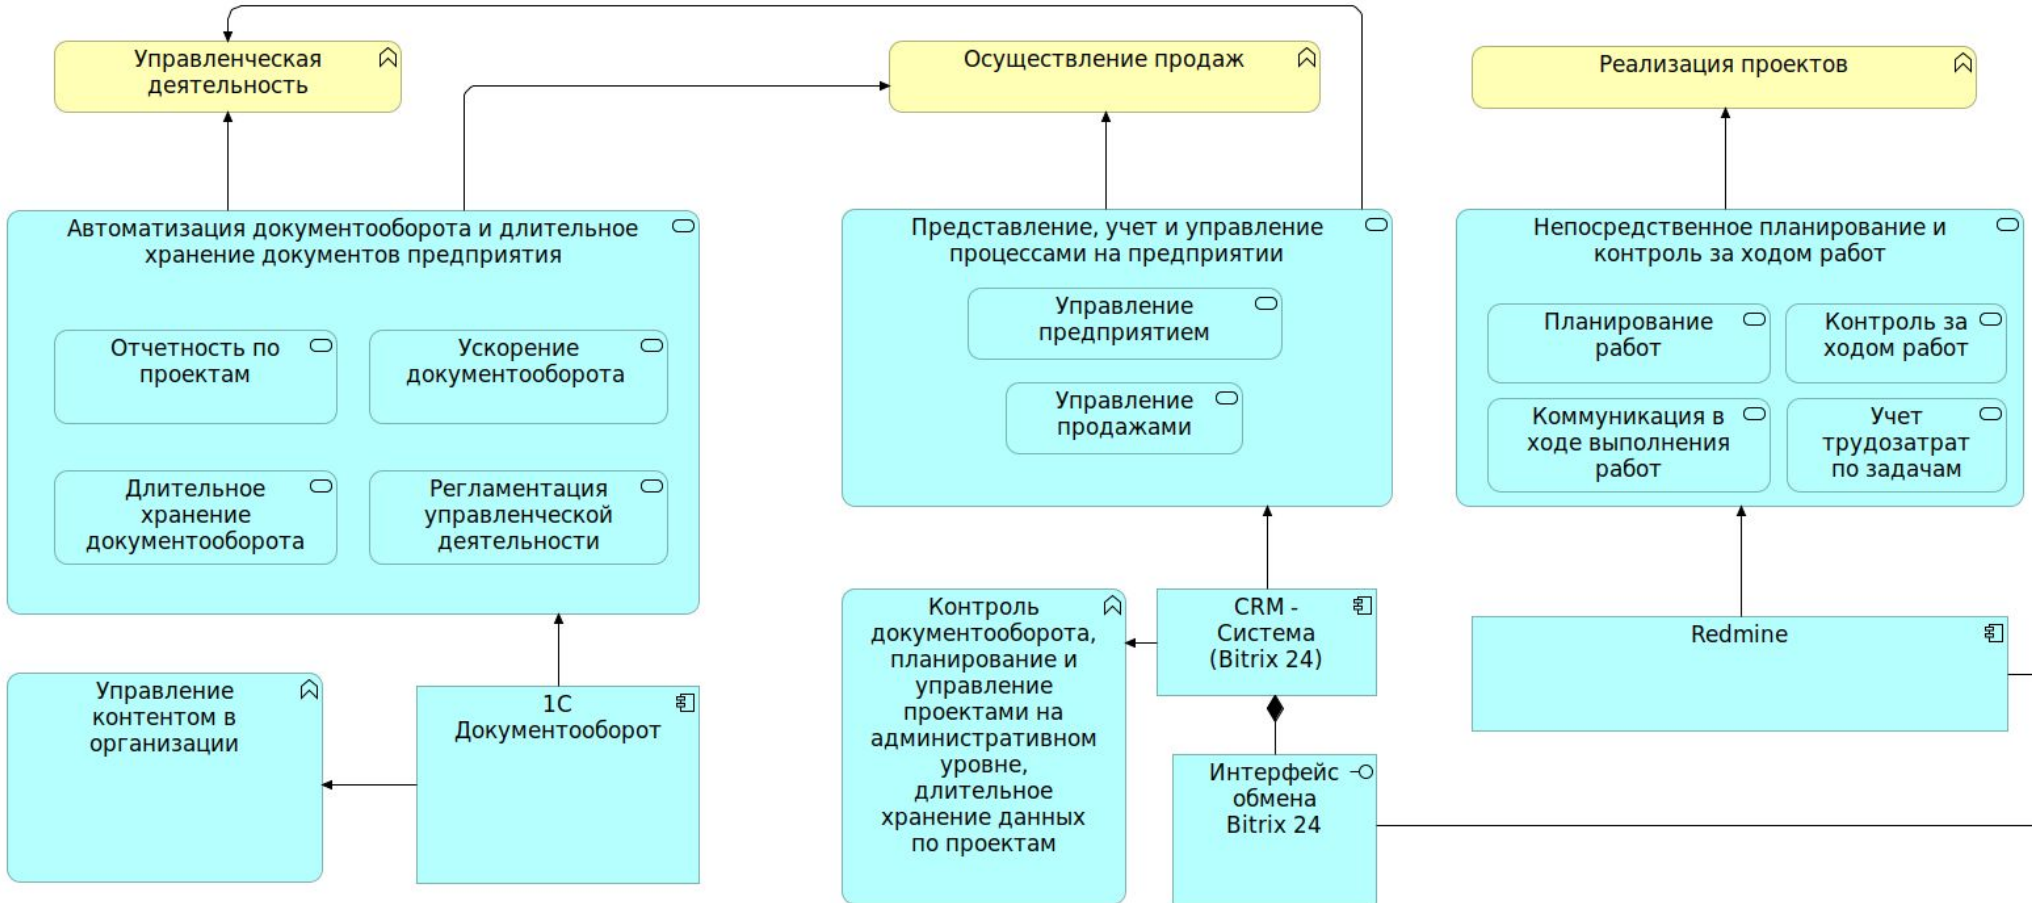 Управленческая
деятельность
Осуществление продаж
Реализация проектов
Автоматизация документооборота и длительное
хранение документов предприятия
Отчетность по
проектам
Ускорение
документооборота
Длительное
хранение
документооборота
Регламентация
управленческой
деятельности
Представление, учет и управление
процессами на предприятии
Управление
предприятием
Управление
продажами
Непосредственное планирование и
контроль за ходом работ
Планирование
работ
Контроль за
ходом работ
Коммуникация в
ходе выполнения
работ
Учет
трудозатрат
по задачам
Управление
контентом в
организации
1С
Документооборот
Контроль
документооборота,
планирование и
управление
проектами на
административном
уровне,
длительное
хранение данных
по проектам
CRM -
Система
(Bitrix 24)
Интерфейс
обмена
Bitrix 24
Redmine